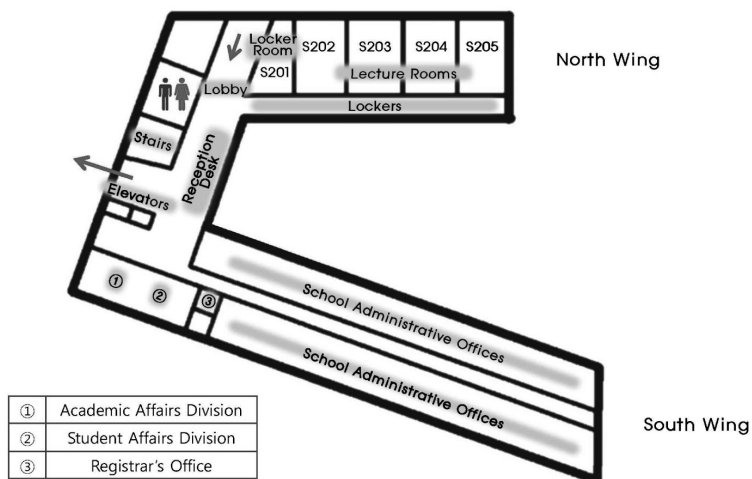 Locker
Room
S201
S202
S203
S204
S205
Lecture Rooms
North Wing
Lobby
Lockers
Stairs
Reception
Desk
Elevators
① ② ③
School Administrative Offices
School Administrative Offices
South Wing
① Academic Affairs Division
② Student Affairs Division
③ Registrar's Office